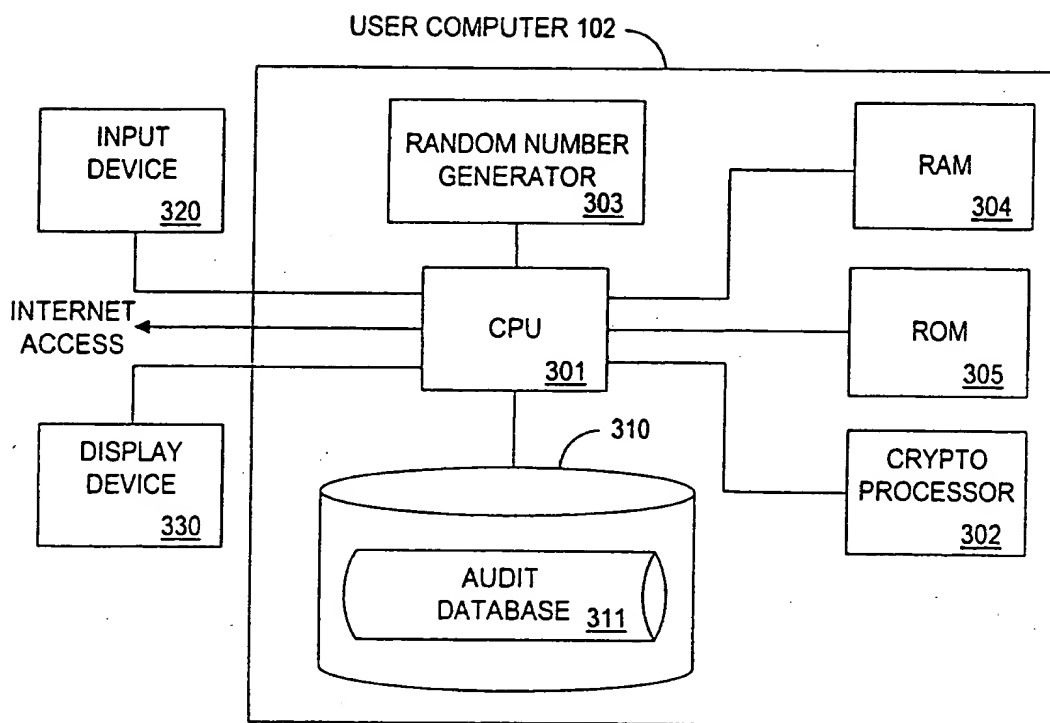 USER COMPUTER 102
INPUT
DEVICE
320
RANDOM NUMBER
GENERATOR
303
RAM
304
INTERNET
ACCESS
CPU
301
ROM
305
DISPLAY
DEVICE
330
310
CRYPTO
PROCESSOR
302
AUDIT
DATABASE
311